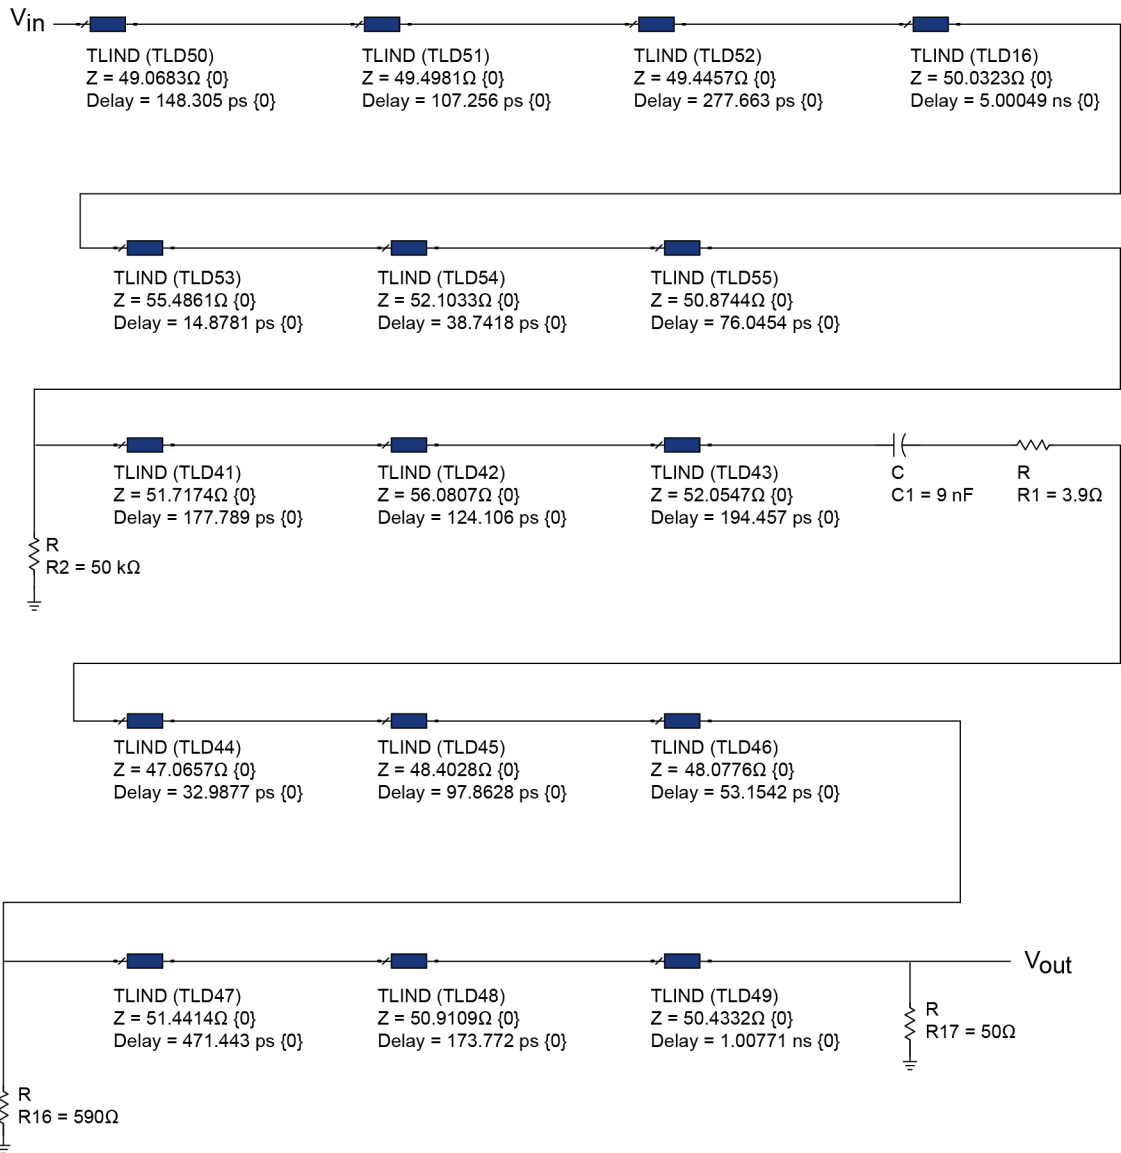 Vin
TLIND (TLD50)
Z = 49.0683Ω {0}
Delay = 148.305 ps {0}
TLIND (TLD51)
Z = 49.4981Ω {0}
Delay = 107.256 ps {0}
TLIND (TLD52)
Z = 49.4457Ω {0}
Delay = 277.663 ps {0}
TLIND (TLD16)
Z = 50.0323Ω {0}
Delay = 5.00049 ns {0}
TLIND (TLD53)
Z = 55.4861Ω {0}
Delay = 14.8781 ps {0}
TLIND (TLD54)
Z = 52.1033Ω {0}
Delay = 38.7418 ps {0}
TLIND (TLD55)
Z = 50.8744Ω {0}
Delay = 76.0454 ps {0}
TLIND (TLD41)
Z = 51.7174Ω {0}
Delay = 177.789 ps {0}
TLIND (TLD42)
Z = 56.0807Ω {0}
Delay = 124.106 ps {0}
TLIND (TLD43)
Z = 52.0547Ω {0}
Delay = 194.457 ps {0}
C
C1 = 9 nF
R
R1 = 3.9Ω
R
R2 = 50 kΩ
TLIND (TLD44)
Z = 47.0657Ω {0}
Delay = 32.9877 ps {0}
TLIND (TLD45)
Z = 48.4028Ω {0}
Delay = 97.8628 ps {0}
TLIND (TLD46)
Z = 48.0776Ω {0}
Delay = 53.1542 ps {0}
TLIND (TLD47)
Z = 51.4414Ω {0}
Delay = 471.443 ps {0}
TLIND (TLD48)
Z = 50.9109Ω {0}
Delay = 173.772 ps {0}
TLIND (TLD49)
Z = 50.4332Ω {0}
Delay = 1.00771 ns {0}
Vout
R
R17 = 50Ω
R
R16 = 590Ω